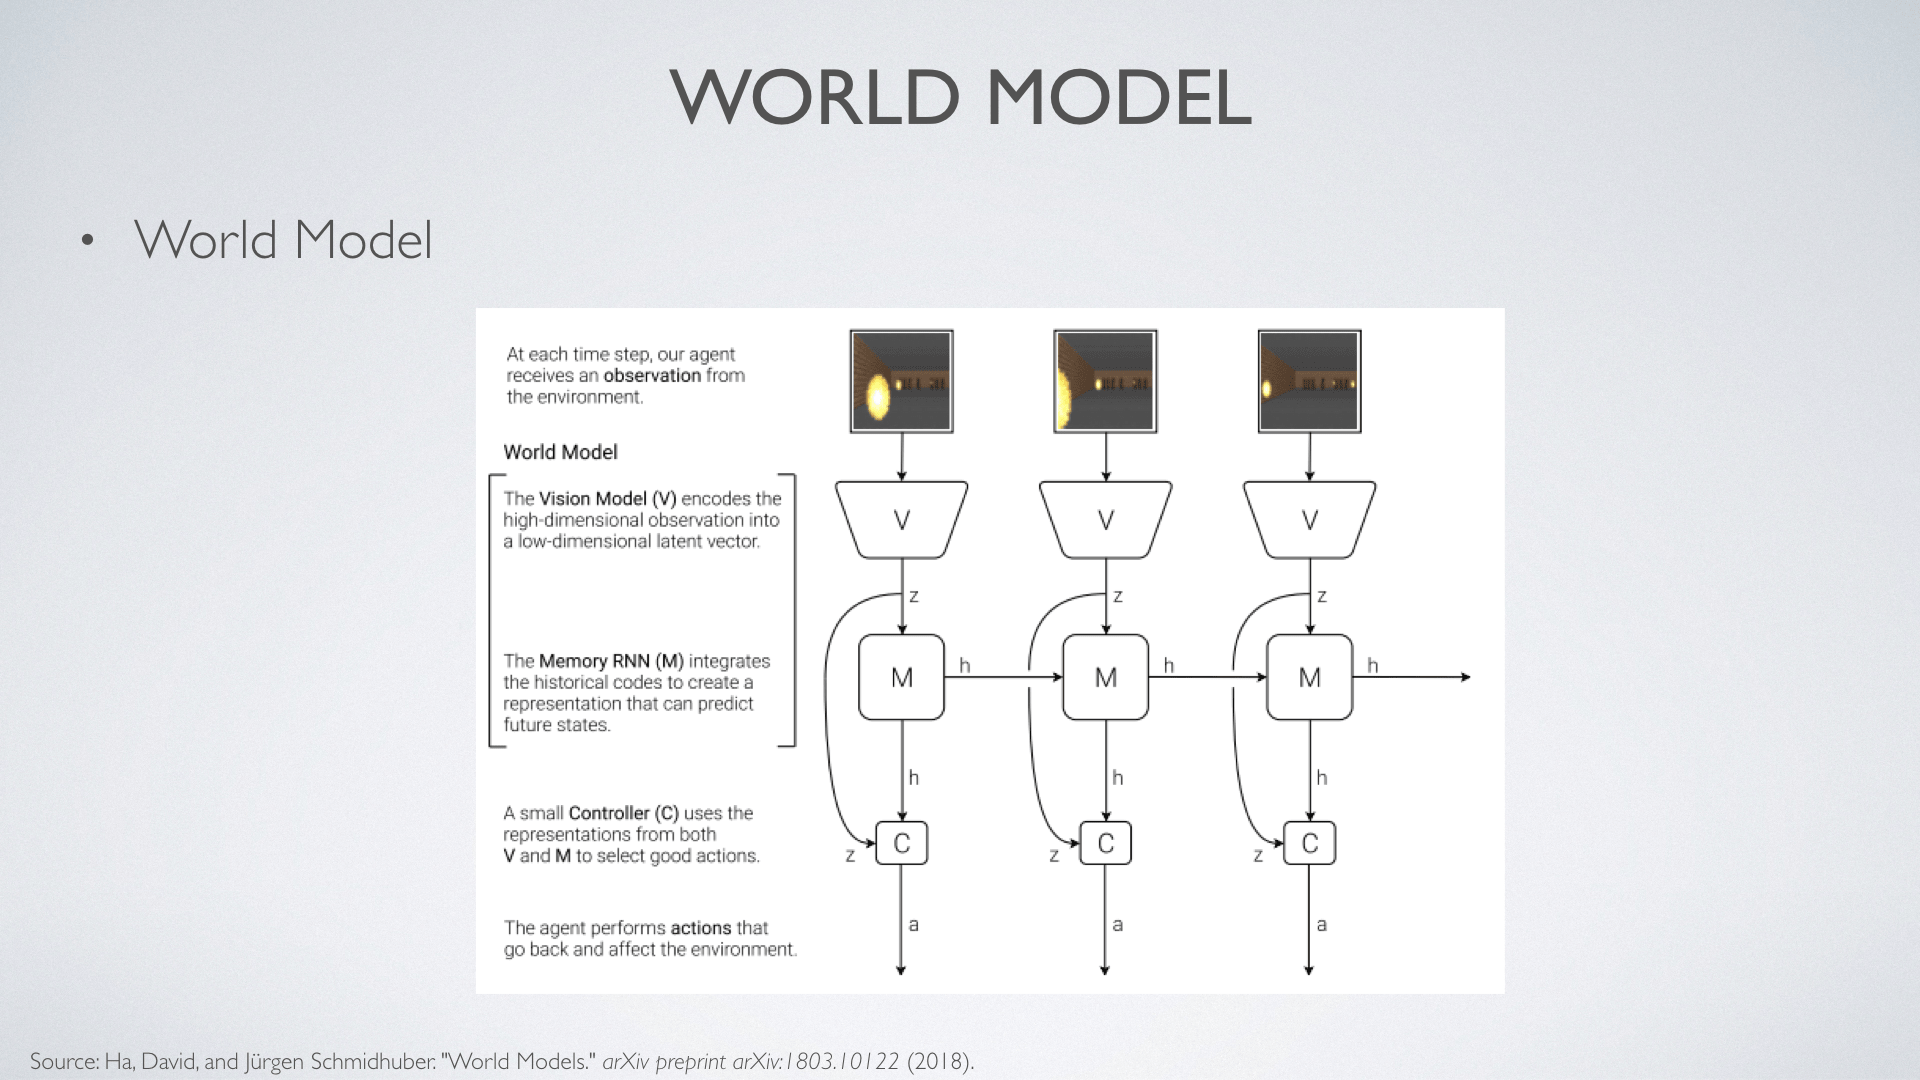 WORLD MODEL
• World Model
At each time step, our agent
receives an observation from
the environment.
World Model
The Vision Model (V) encodes the
high-dimensional observation into
a low-dimensional latent vector.
The Memory RNN (M) integrates
the historical codes to create a
representation that can predict
future states.
A small Controller (C) uses the
representations from both
V and M to select good actions.
The agent performs actions that
go back and affect the environment.
V V V
z z z
M h M h M h
h h h
z C z C z C
a a a
Source: Ha, David, and Jürgen Schmidhuber. "World Models." arXiv preprint arXiv:1803.10122 (2018).